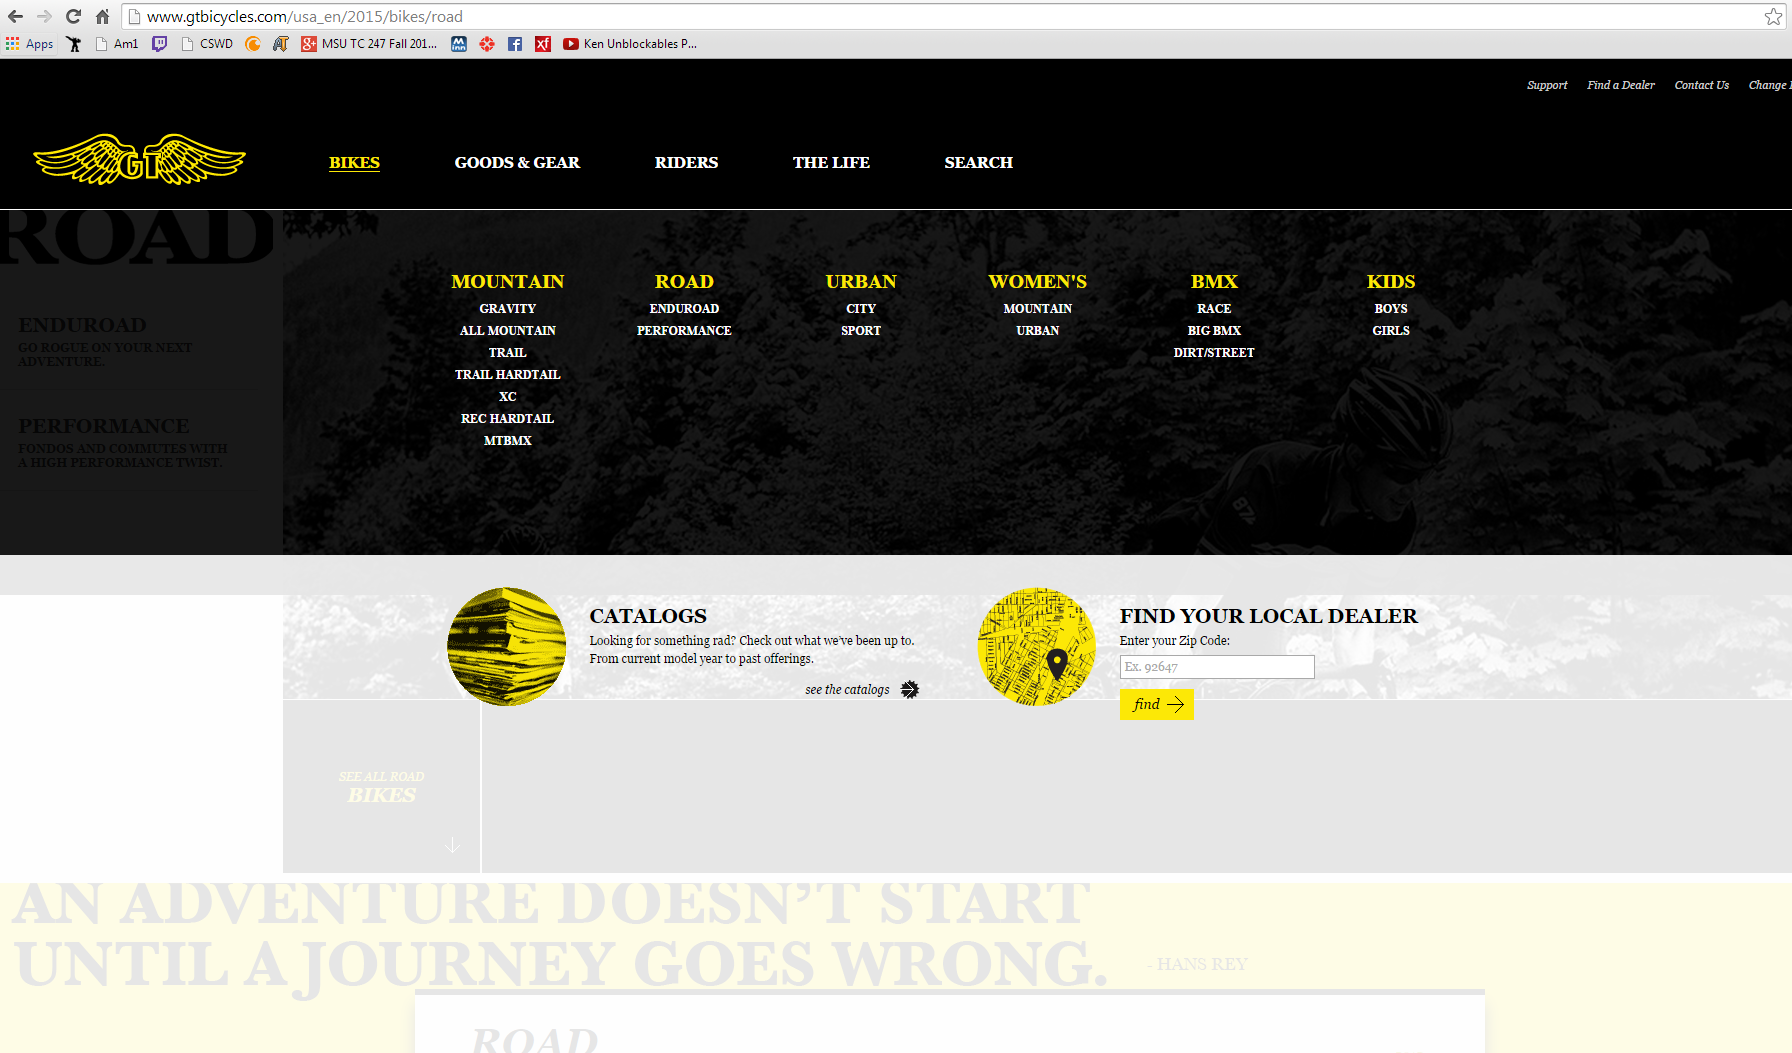 www.gtbicycles.com/usa_en/2015/bikes/road
Apps
Am1
CSWD
MSU TC 247 Fall 201...
Ken Unblockables P...
Support
Find a Dealer
Contact Us
Change
GT
BIKES
GOODS & GEAR
RIDERS
THE LIFE
SEARCH
ROAD
ENDUROAD
GO ROGUE ON YOUR NEXT
ADVENTURE.
PERFORMANCE
FONDOS AND COMMUTES WITH
A HIGH PERFORMANCE TWIST.
MOUNTAIN
GRAVITY
ALL MOUNTAIN
TRAIL
TRAIL HARDTAIL
XC
REC HARDTAIL
MTBMX
ROAD
ENDUROAD
PERFORMANCE
URBAN
CITY
SPORT
WOMEN'S
MOUNTAIN
URBAN
BMX
RACE
BIG BMX
DIRT/STREET
KIDS
BOYS
GIRLS
CATALOGS
Looking for something rad? Check out what we've been up to.
From current model year to past offerings.
see the catalogs
FIND YOUR LOCAL DEALER
Enter your Zip Code:
Ex. 92647
find
SEE ALL ROAD
BIKES
AN ADVENTURE DOESN'T START
UNTIL A JOURNEY GOES WRONG.
- HANS REY
ROAD